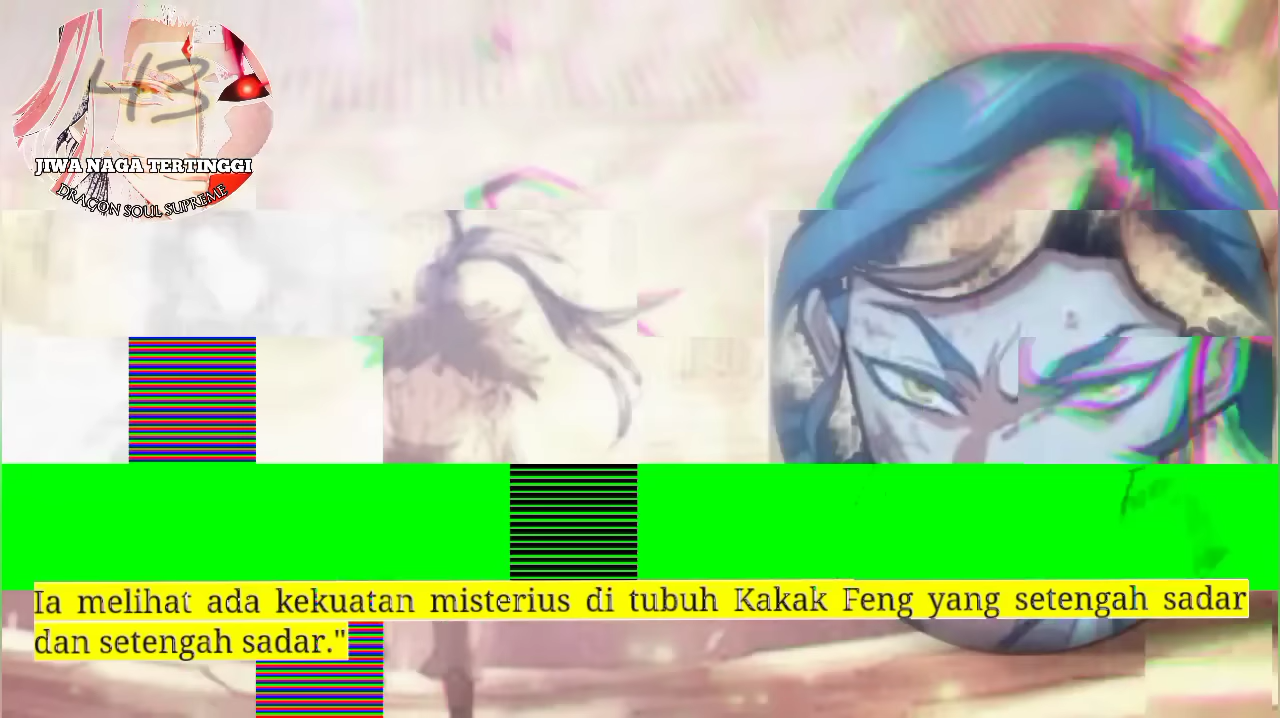 43
JIWA NAGA TERTINGGI
DRAGON SOUL SUPREME
Ia melihat ada kekuatan misterius di tubuh Kakak Feng yang setengah sadar
dan setengah sadar."